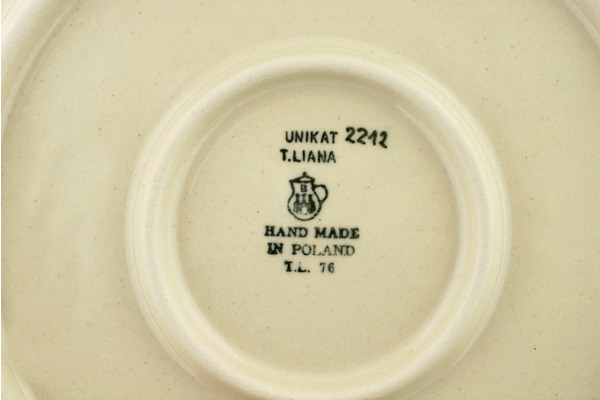 UNIKAT 2212
T.LIANA
B
HAND MADE
IN POLAND
T.L. 76